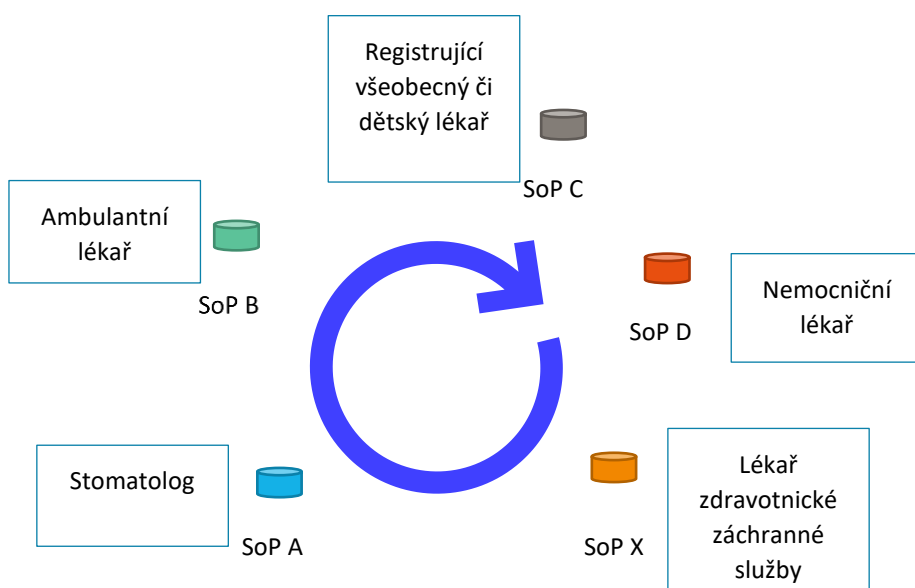 Registrující
všeobecný či
dětský lékař
SoP C
Ambulantní
lékař
SoP B
Nemocniční
lékař
SoP D
Stomatolog
SoP A
Lékař
zdravotnické
záchranné
služby
SoP X